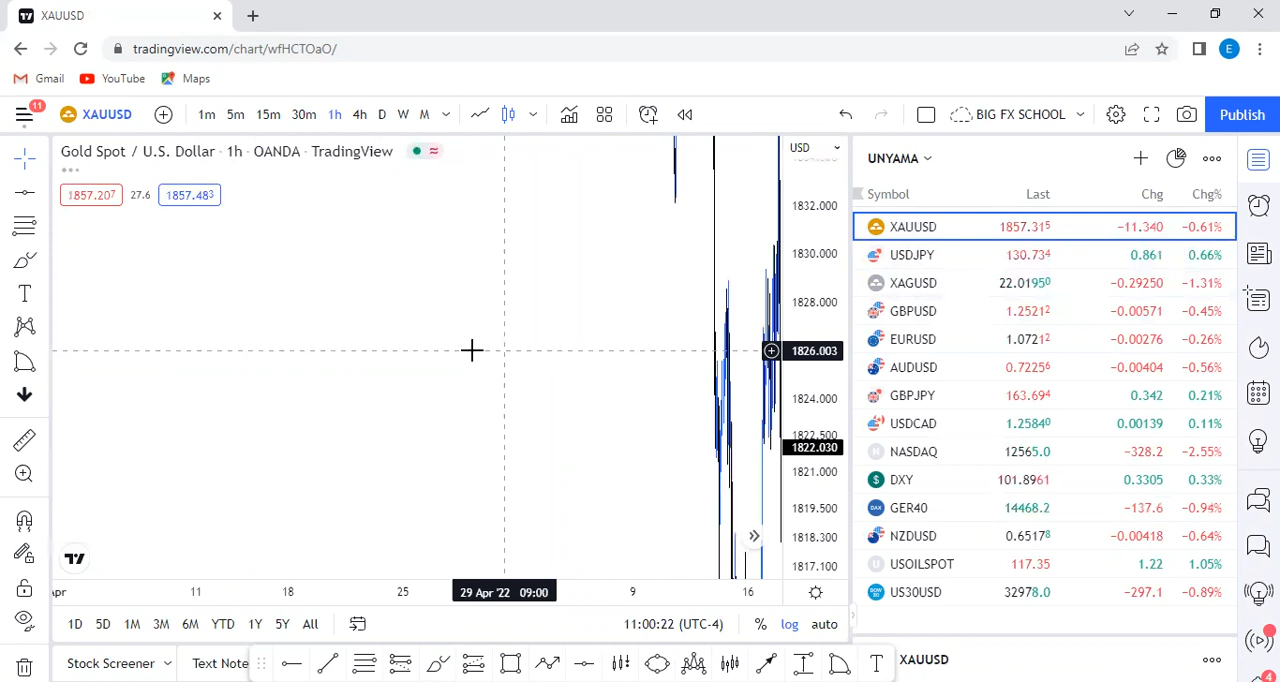 XAUUSD
tradingview.com/chart/wfHCTOaO/
E
Gmail YouTube Maps
11
XAUUSD 1m 5m 15m 30m 1h 4h D W M BIG FX SCHOOL Publish
Gold Spot / U.S. Dollar · 1h · OANDA · TradingView
USD
UNYAMA
1857.207 27.6 1857.483
Symbol Last Chg Chg%
XAUUSD 1857.315 −11.340 −0.61%
USDJPY 130.734 0.861 0.66%
XAGUSD 22.01950 −0.29250 −1.31%
GBPUSD 1.25212 −0.00571 −0.45%
EURUSD 1.07212 −0.00276 −0.26%
AUDUSD 0.72256 −0.00404 −0.56%
GBPJPY 163.694 0.342 0.21%
USDCAD 1.25840 0.00139 0.11%
NASDAQ 12565.0 −328.2 −2.55%
DXY 101.8961 0.3305 0.33%
GER40 14468.2 −137.6 −0.94%
NZDUSD 0.65178 −0.00418 −0.64%
USOILSPOT 117.35 1.22 1.05%
US30USD 32978.0 −297.1 −0.89%
1832.000
1830.000
1828.000
1826.003
1824.000
1822.500
1822.030
1821.000
1819.500
1818.300
1817.100
11 18 25 29 Apr '22 09:00 9 16
1D 5D 1M 3M 6M YTD 1Y 5Y All 11:00:22 (UTC-4) % log auto
Stock Screener Text Note
XAUUSD
4